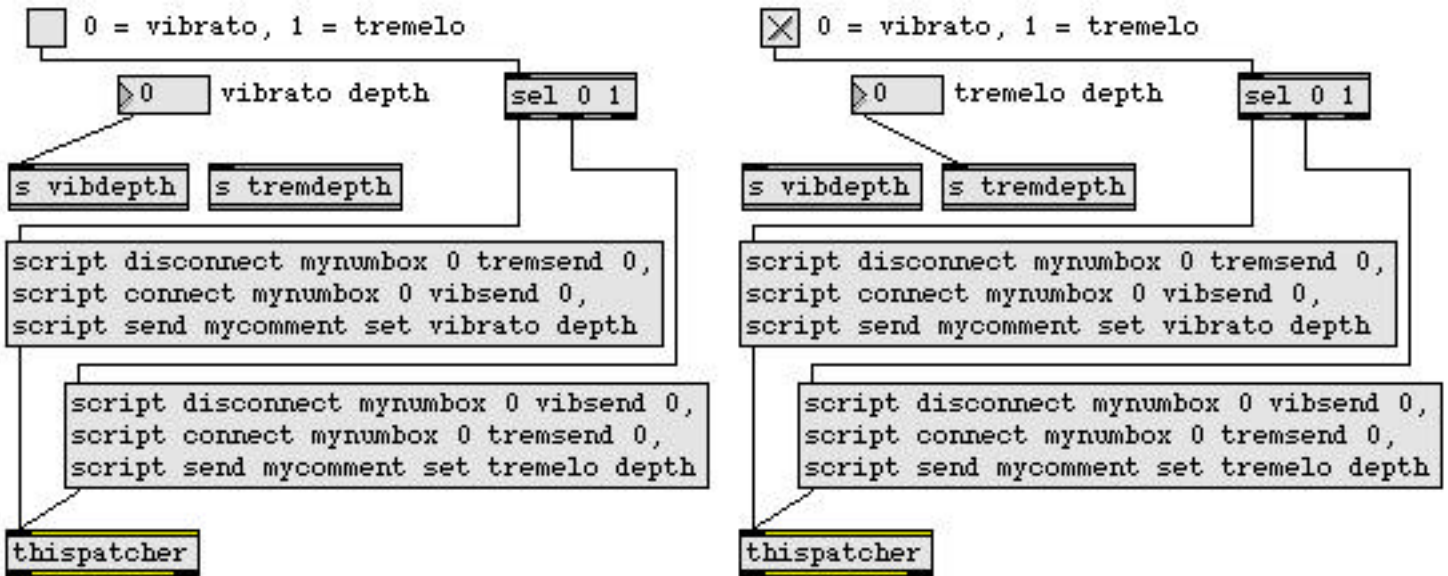 0 = vibrato, 1 = tremelo
0 vibrato depth
sel 0 1
s vibdepth
s tremdepth
script disconnect mynumbox 0 tremsend 0,
script connect mynumbox 0 vibsend 0,
script send mycomment set vibrato depth
script disconnect mynumbox 0 vibsend 0,
script connect mynumbox 0 tremsend 0,
script send mycomment set tremelo depth
thispatcher
0 = vibrato, 1 = tremelo
0 tremelo depth
sel 0 1
s vibdepth
s tremdepth
script disconnect mynumbox 0 tremsend 0,
script connect mynumbox 0 vibsend 0,
script send mycomment set vibrato depth
script disconnect mynumbox 0 vibsend 0,
script connect mynumbox 0 tremsend 0,
script send mycomment set tremelo depth
thispatcher